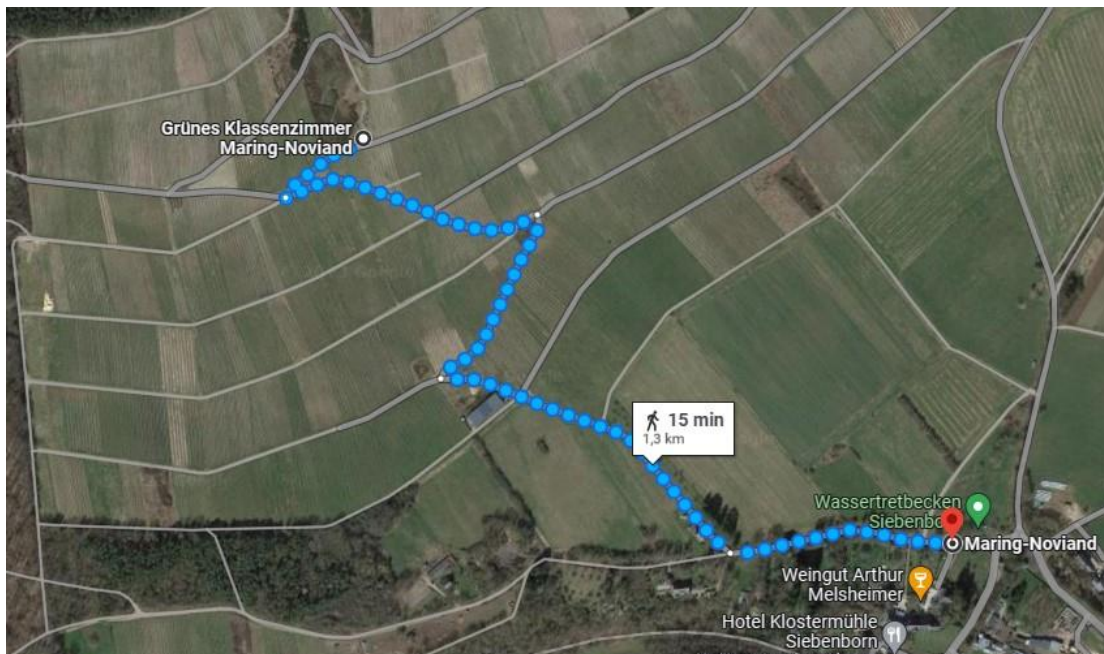 Grünes Klassenzimmer
Maring-Noviand
15 min
1,3 km
Wassertretbecken
Siebenborn
Maring-Noviand
Weingut Arthur
Melsheimer
Hotel Klostermühle
Siebenborn